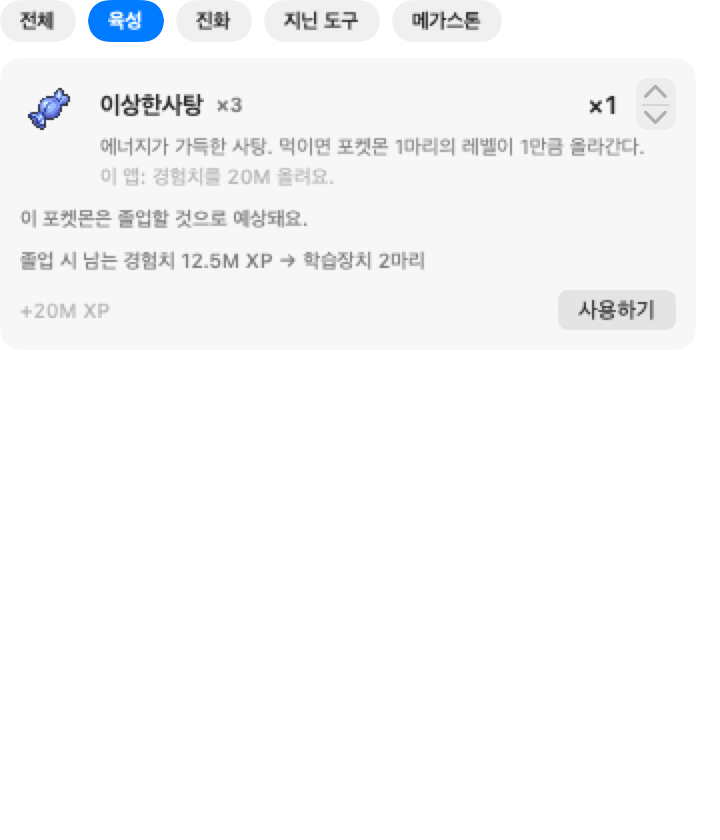 전체 육성 진화 지닌 도구 메가스톤
이상한사탕 ×3 ×1
에너지가 가득한 사탕. 먹이면 포켓몬 1마리의 레벨이 1만큼 올라간다.
이 앱: 경험치를 20M 올려요.
이 포켓몬은 졸업할 것으로 예상돼요.
졸업 시 남는 경험치 12.5M XP → 학습장치 2마리
+20M XP 사용하기